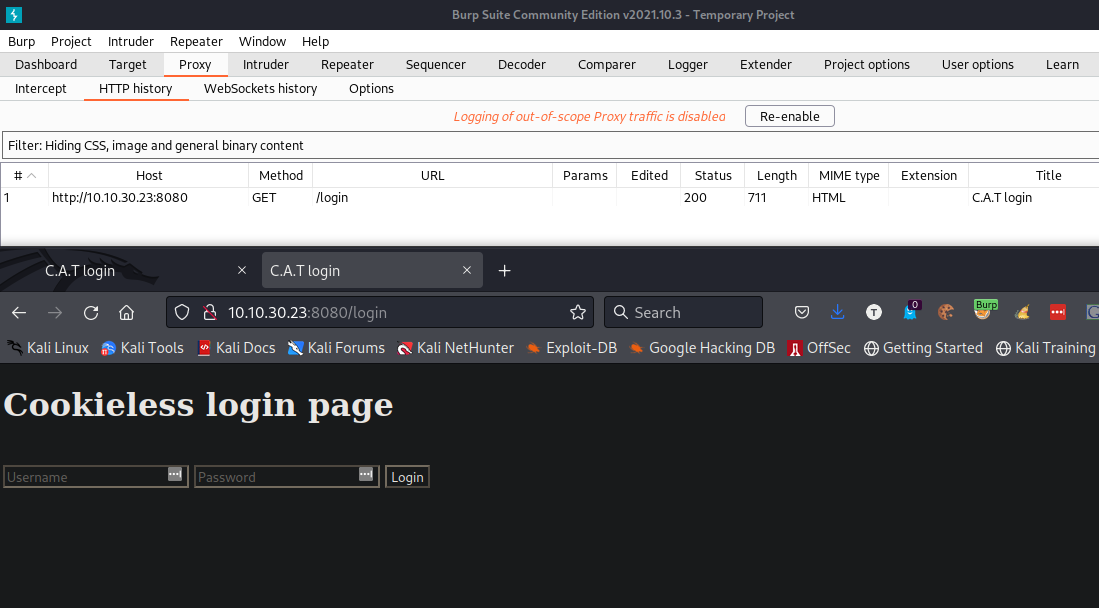 Burp Suite Community Edition v2021.10.3 - Temporary Project
Burp Project Intruder Repeater Window Help
Dashboard Target Proxy Intruder Repeater Sequencer Decoder Comparer Logger Extender Project options User options Learn
Intercept HTTP history WebSockets history Options
Logging of out-of-scope Proxy traffic is disabled Re-enable
Filter: Hiding CSS, image and general binary content
# Host Method URL Params Edited Status Length MIME type Extension Title
1 http://10.10.30.23:8080 GET /login 200 711 HTML C.A.T login
C.A.T login × C.A.T login × +
10.10.30.23:8080/login Search T 0 Burp
Kali Linux Kali Tools Kali Docs Kali Forums Kali NetHunter Exploit-DB Google Hacking DB OffSec Getting Started Kali Training
Cookieless login page
Username Password Login